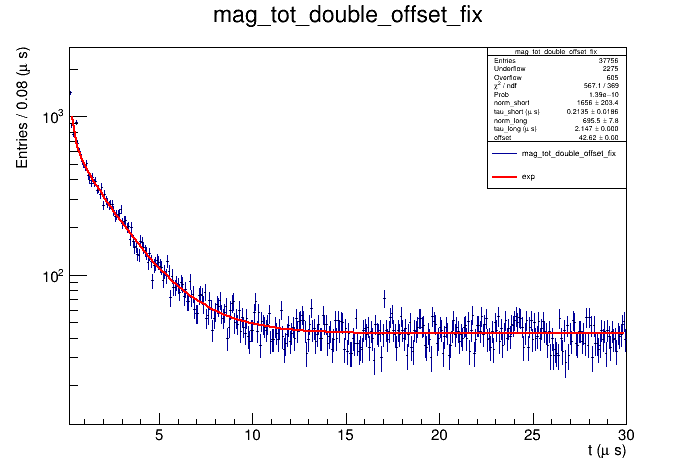 mag_tot_double_offset_fix
Entries / 0.08 (μ s)
mag_tot_double_offset_fix
Entries 37756
Underflow 2275
Overflow 605
χ² / ndf 567.1 / 369
Prob 1.39e−10
norm_short 1656 ± 203.4
tau_short (μ s) 0.2135 ± 0.0186
norm_long 695.5 ± 7.8
tau_long (μ s) 2.147 ± 0.000
offset 42.62 ± 0.00
mag_tot_double_offset_fix
exp
10³
10²
5 10 15 20 25 30
t (μ s)